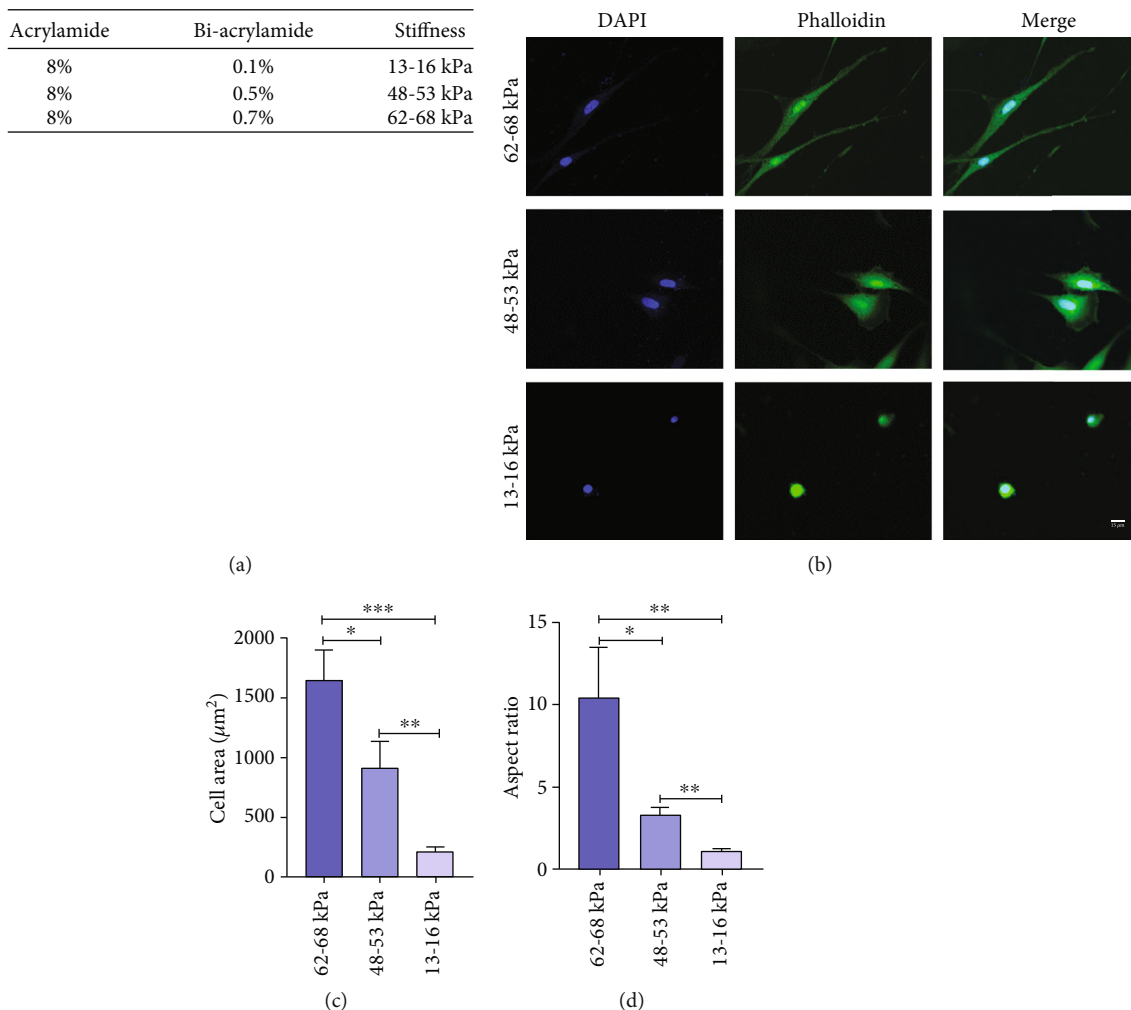 Acrylamide Bi-acrylamide Stiffness
8% 0.1% 13-16 kPa
8% 0.5% 48-53 kPa
8% 0.7% 62-68 kPa
(a)
DAPI Phalloidin Merge
62-68 kPa
48-53 kPa
13-16 kPa
15 μm
(b)
Cell area (μm²)
2000
1500
1000
500
0
***
*
**
62-68 kPa
48-53 kPa
13-16 kPa
(c)
Aspect ratio
15
10
5
0
**
*
**
62-68 kPa
48-53 kPa
13-16 kPa
(d)